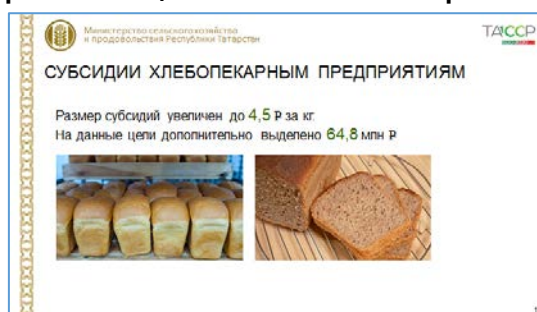 Министерство сельского хозяйства
и продовольствия Республики Татарстан
ТАССР
СУБСИДИИ ХЛЕБОПЕКАРНЫМ ПРЕДПРИЯТИЯМ
Размер субсидий увеличен до 4,5 ₽ за кг.
На данные цели дополнительно выделено 64,8 млн ₽